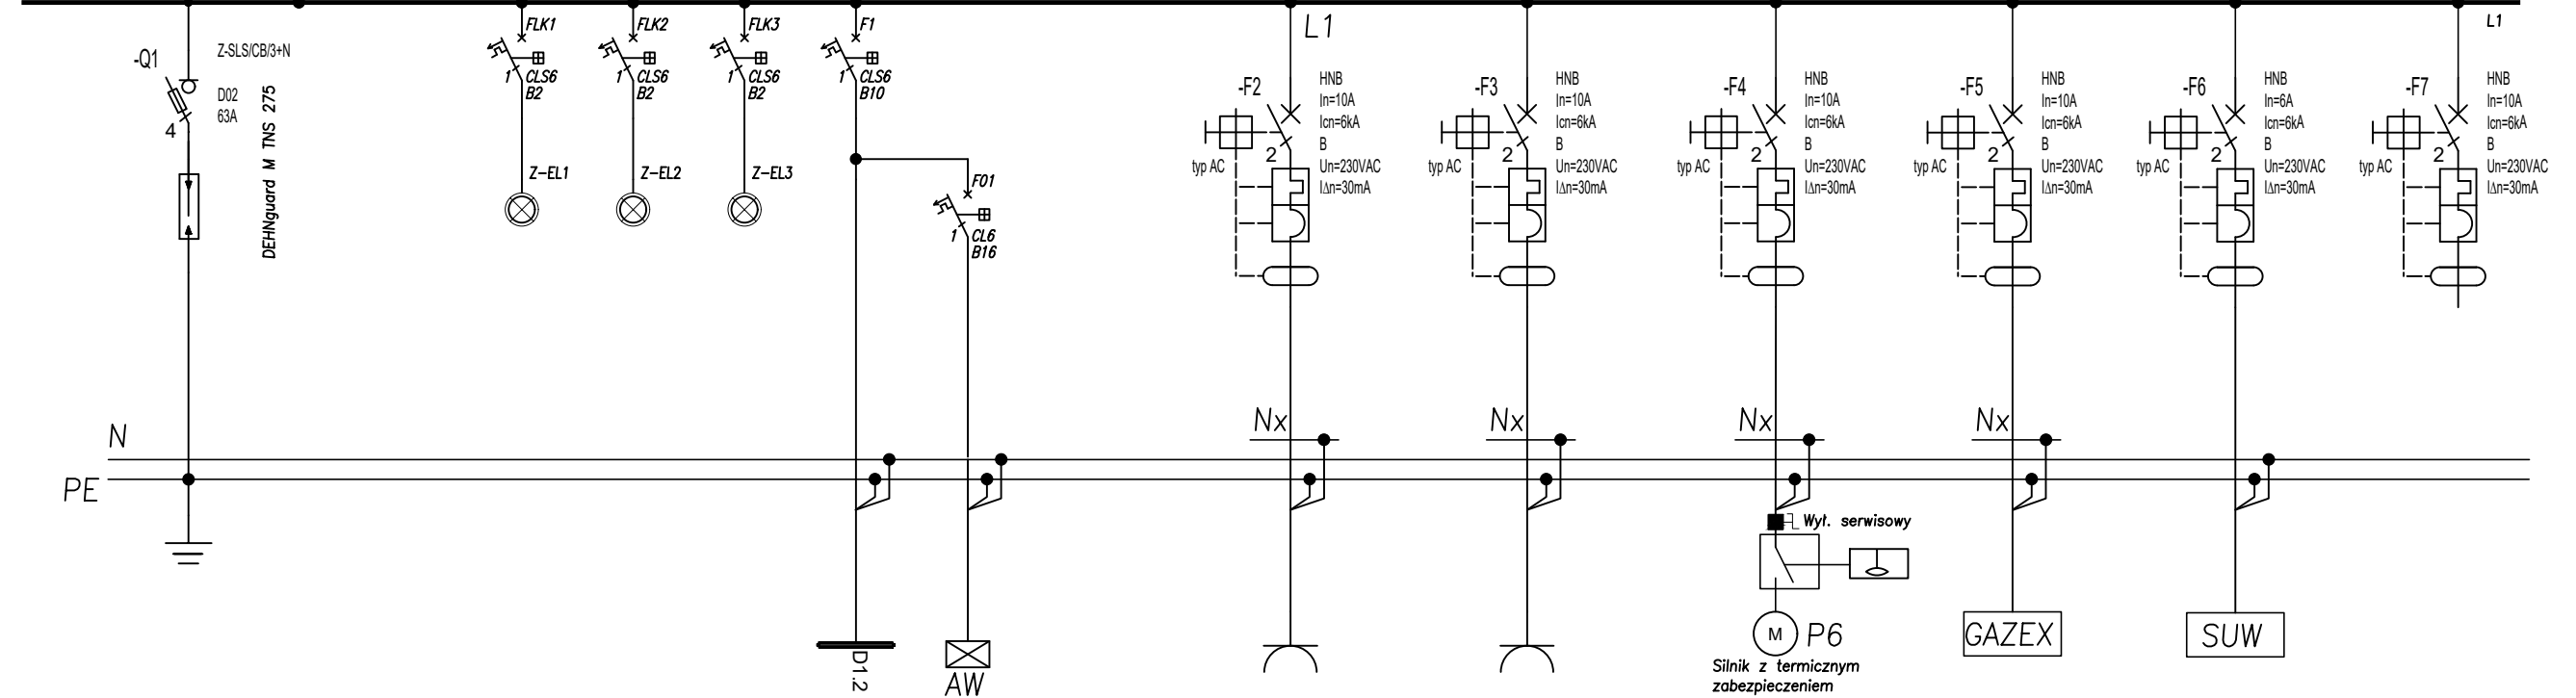 -Q1
Z-SLS/CB/3+N
D02
63A
4
DEHNguard M TNS 275
FLK1
1 CLS6
B2
Z-EL1
FLK2
1 CLS6
B2
Z-EL2
FLK3
1 CLS6
B2
Z-EL3
F1
1 CLS6
B10
F01
1 CL6
B16
L1
-F2
typ AC
2
HNB
In=10A
Icn=6kA
B
Un=230VAC
IΔn=30mA
-F3
typ AC
2
HNB
In=10A
Icn=6kA
B
Un=230VAC
IΔn=30mA
-F4
typ AC
2
HNB
In=10A
Icn=6kA
B
Un=230VAC
IΔn=30mA
-F5
typ AC
2
HNB
In=10A
Icn=6kA
B
Un=230VAC
IΔn=30mA
-F6
typ AC
2
HNB
In=6A
Icn=6kA
B
Un=230VAC
IΔn=30mA
L1
-F7
typ AC
2
HNB
In=10A
Icn=6kA
B
Un=230VAC
IΔn=30mA
N
PE
Nx
Nx
Nx
Nx
Wył. serwisowy
D1.2
AW
M
P6
Silnik z termicznym
zabezpieczeniem
GAZEX
SUW